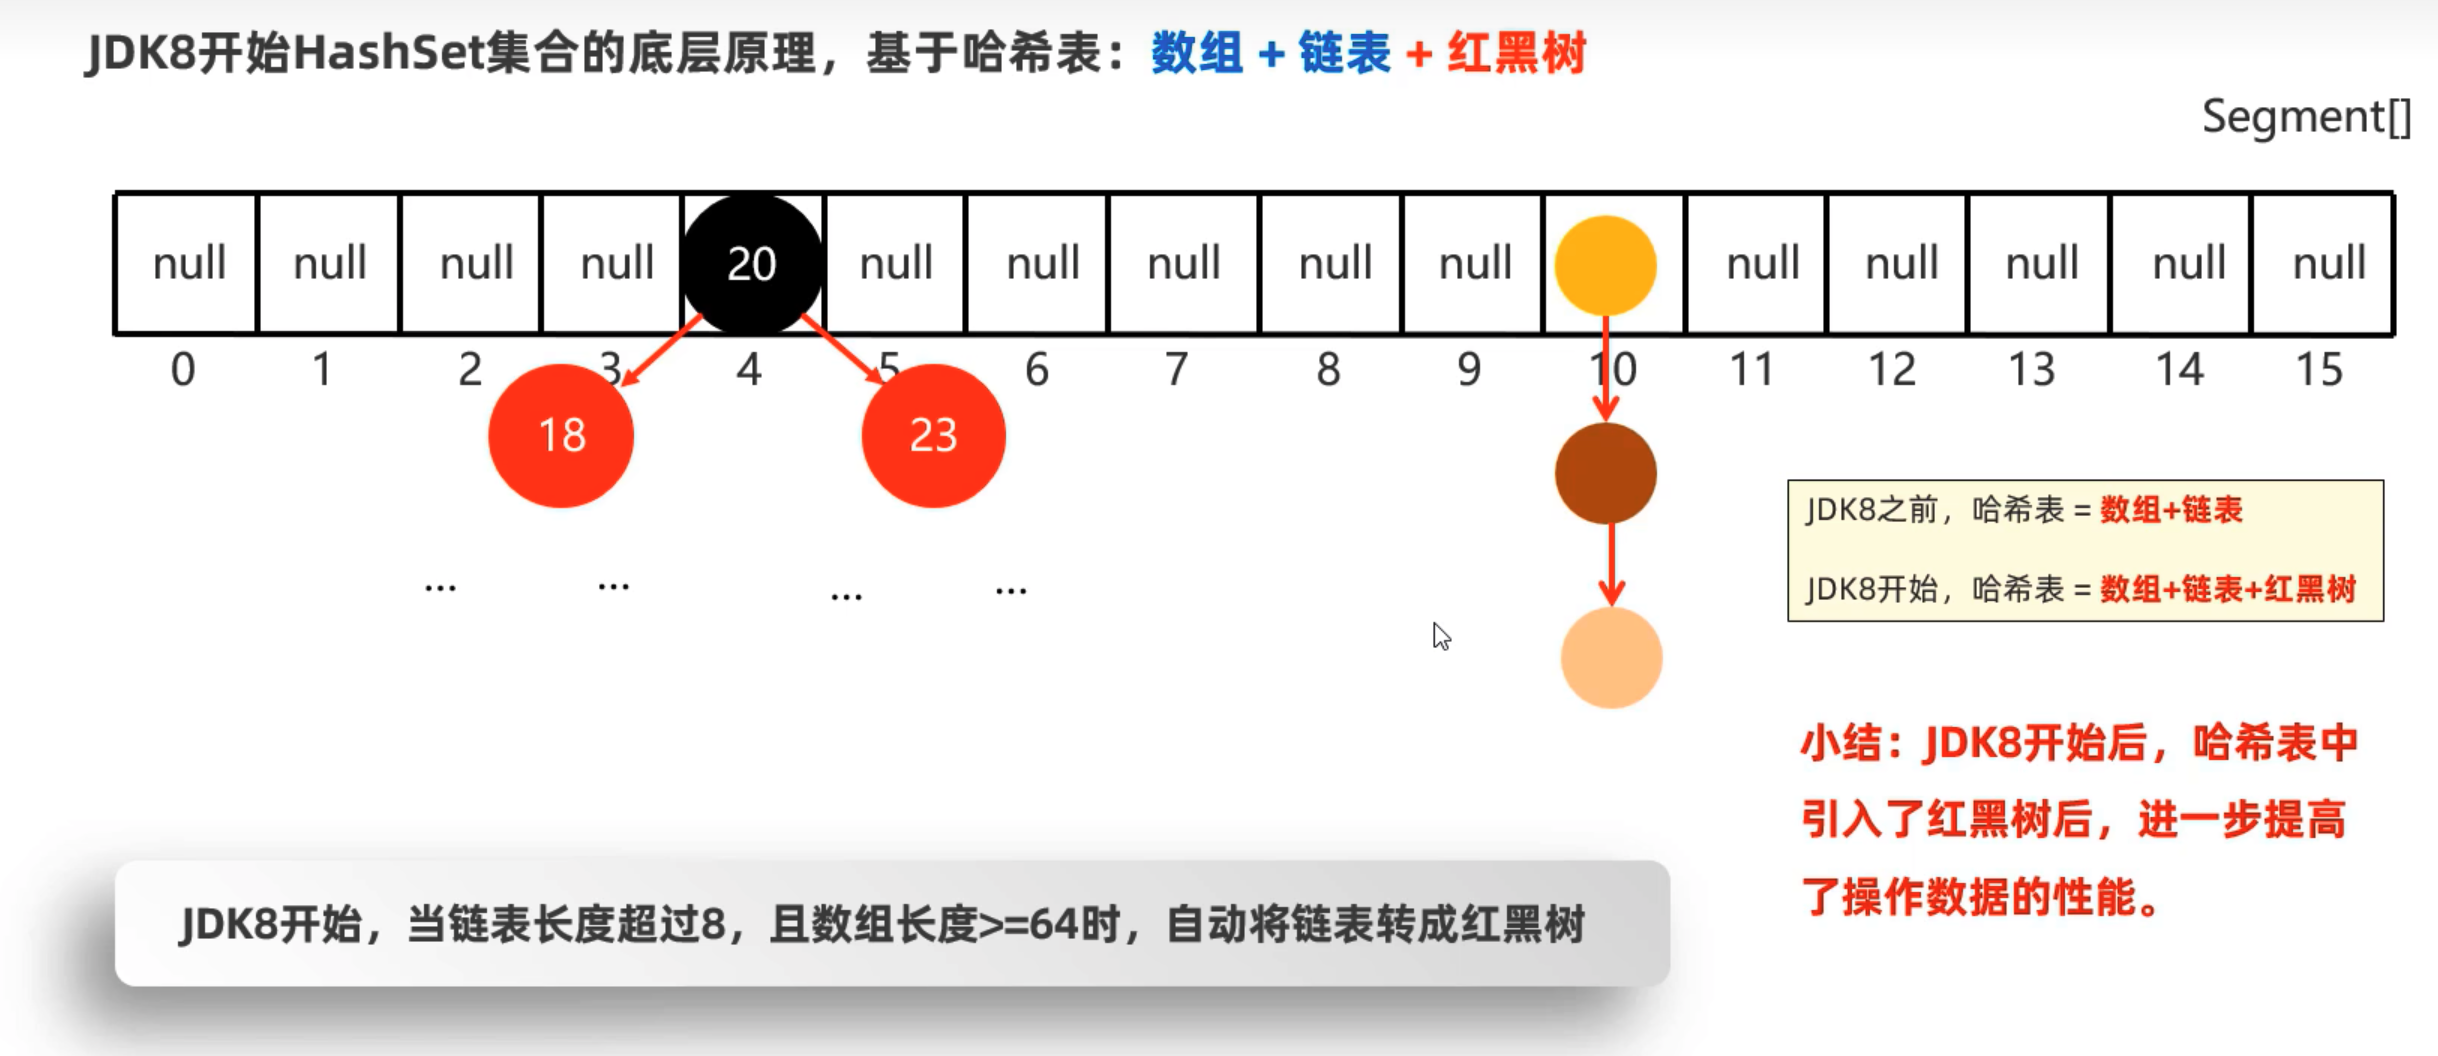 JDK8开始HashSet集合的底层原理，基于哈希表：数组 + 链表 + 红黑树
Segment[]
null null null null 20 null null null null null null null null null null
0 1 2 3 4 5 6 7 8 9 10 11 12 13 14 15
18 23
JDK8之前，哈希表 = 数组+链表
... ... ... ...
JDK8开始，哈希表 = 数组+链表+红黑树
小结：JDK8开始后，哈希表中
引入了红黑树后，进一步提高
了操作数据的性能。
JDK8开始，当链表长度超过8，且数组长度>=64时，自动将链表转成红黑树